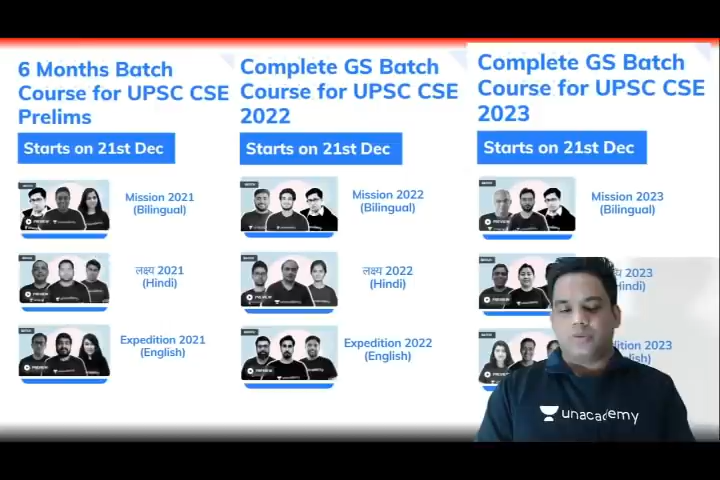 6 Months Batch
Course for UPSC CSE
Prelims
Starts on 21st Dec
Mission 2021
(Bilingual)
लक्ष्य 2021
(Hindi)
Expedition 2021
(English)
Complete GS Batch
Course for UPSC CSE
2022
Starts on 21st Dec
Mission 2022
(Bilingual)
लक्ष्य 2022
(Hindi)
Expedition 2022
(English)
Complete GS Batch
Course for UPSC CSE
2023
Starts on 21st Dec
Mission 2023
(Bilingual)
2023
2023
unacademy